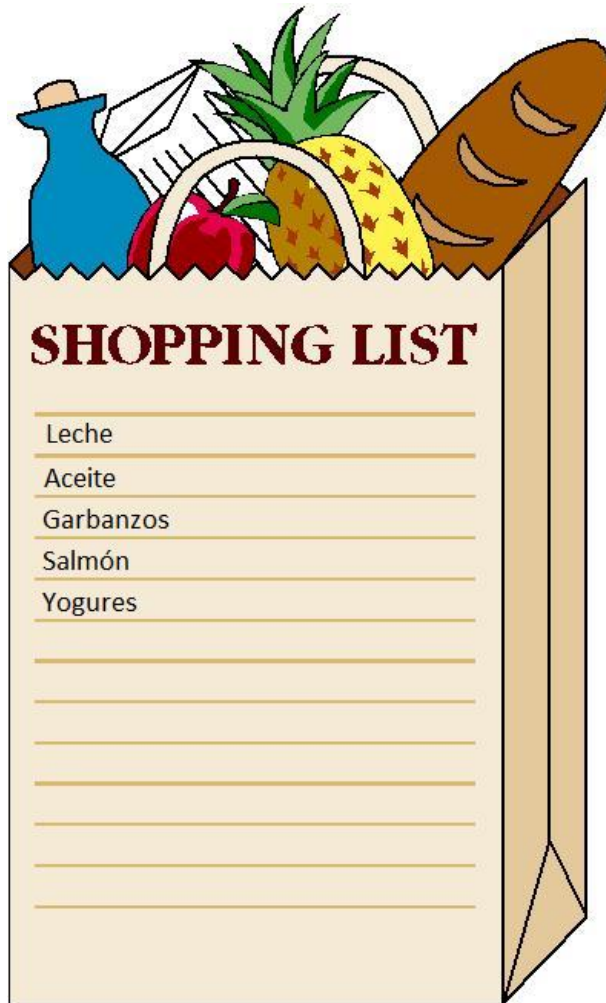 SHOPPING LIST
Leche
Aceite
Garbanzos
Salmón
Yogures